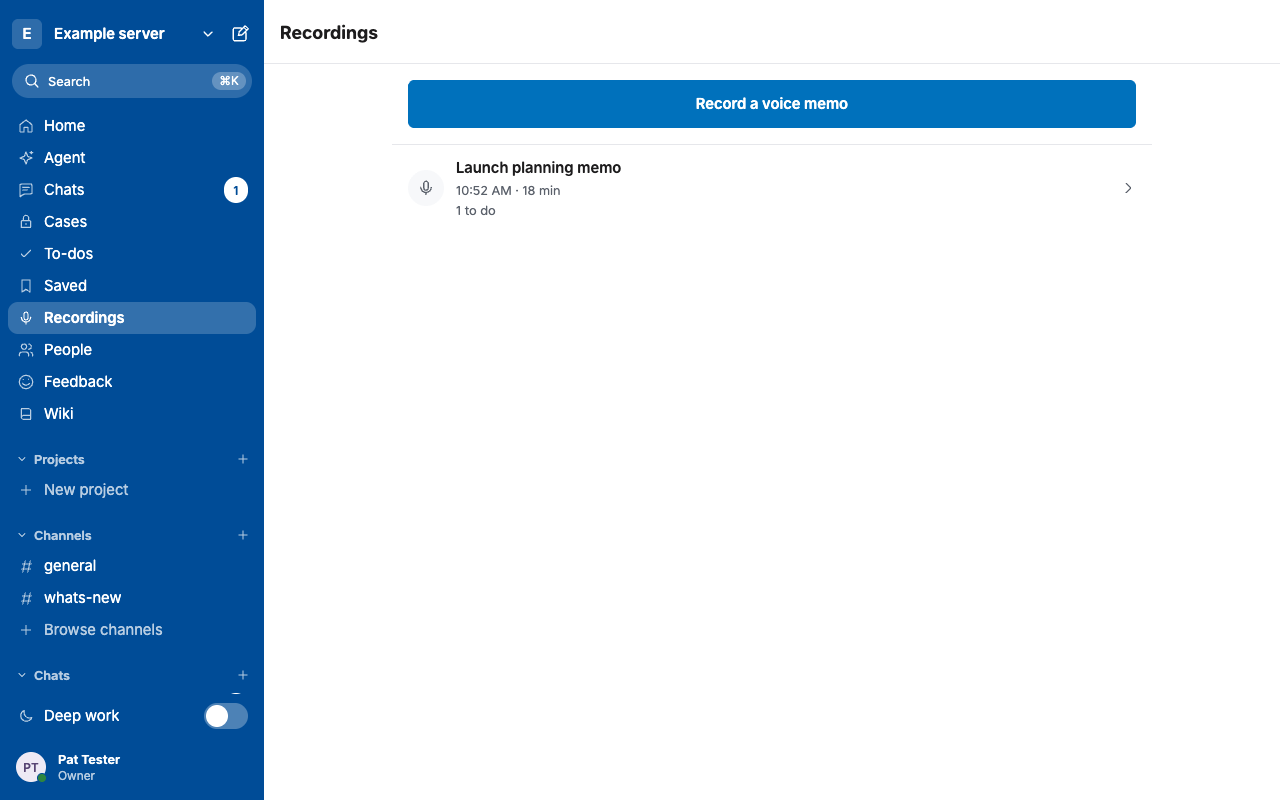 E
Example server
Search
⌘K
Home
Agent
Chats
1
Cases
To-dos
Saved
Recordings
People
Feedback
Wiki
Projects
New project
Channels
general
whats-new
Browse channels
Chats
Deep work
PT
Pat Tester
Owner
Recordings
Record a voice memo
Launch planning memo
10:52 AM · 18 min
1 to do